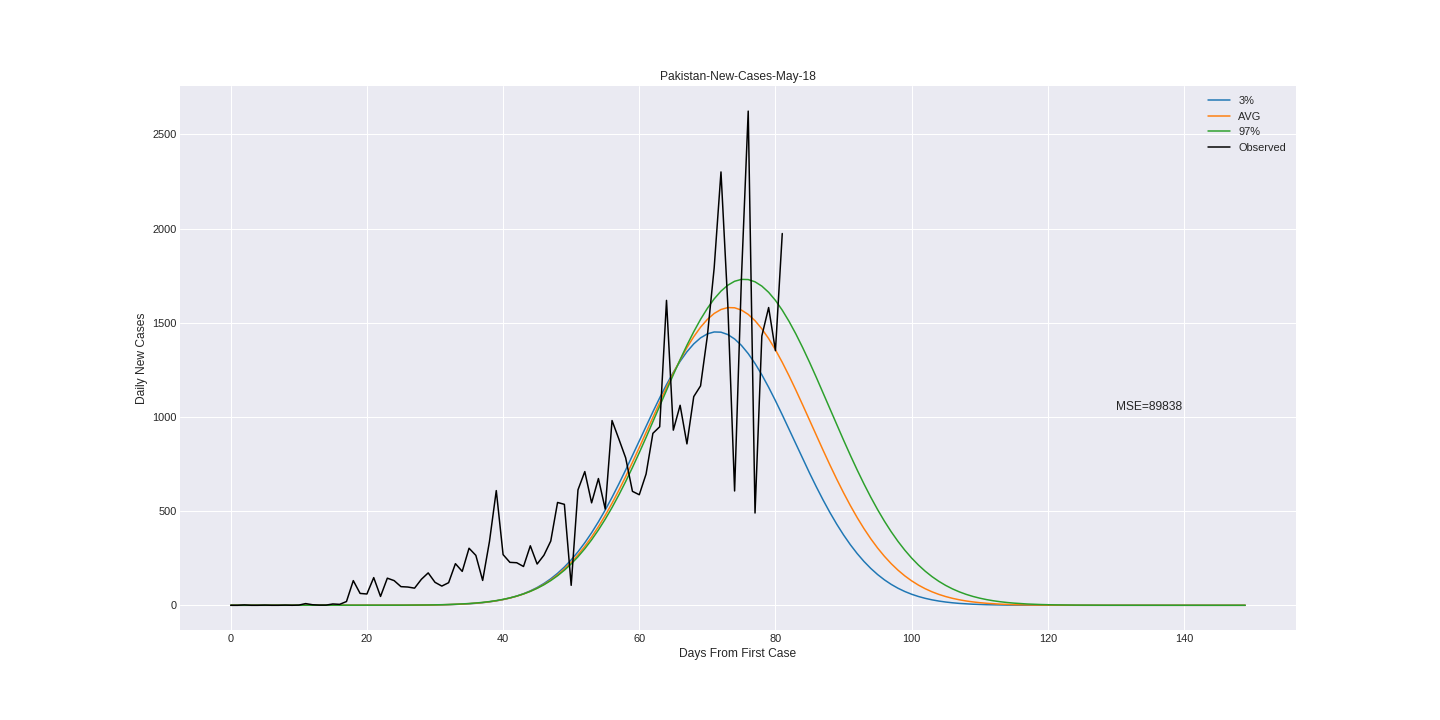 Pakistan-New-Cases-May-18
3%
AVG
97%
Observed
2500
2000
1500
1000
500
0
Daily New Cases
MSE=89838
0 20 40 60 80 100 120 140
Days From First Case